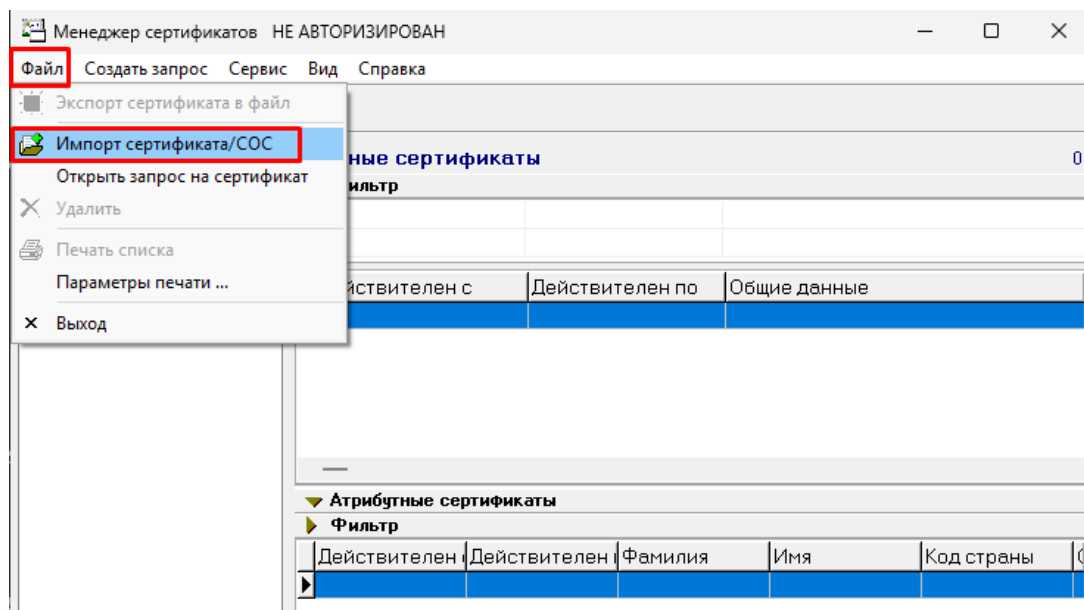 Менеджер сертификатов НЕ АВТОРИЗИРОВАН
Файл Создать запрос Сервис Вид Справка
Экспорт сертификата в файл
Импорт сертификата/СОС
Открыть запрос на сертификат
Удалить
Печать списка
Параметры печати ...
Выход
ные сертификаты 0
ильтр
йствителен с Действителен по Общие данные
Атрибутные сертификаты
Фильтр
Действителен Действителен Фамилия Имя Код страны